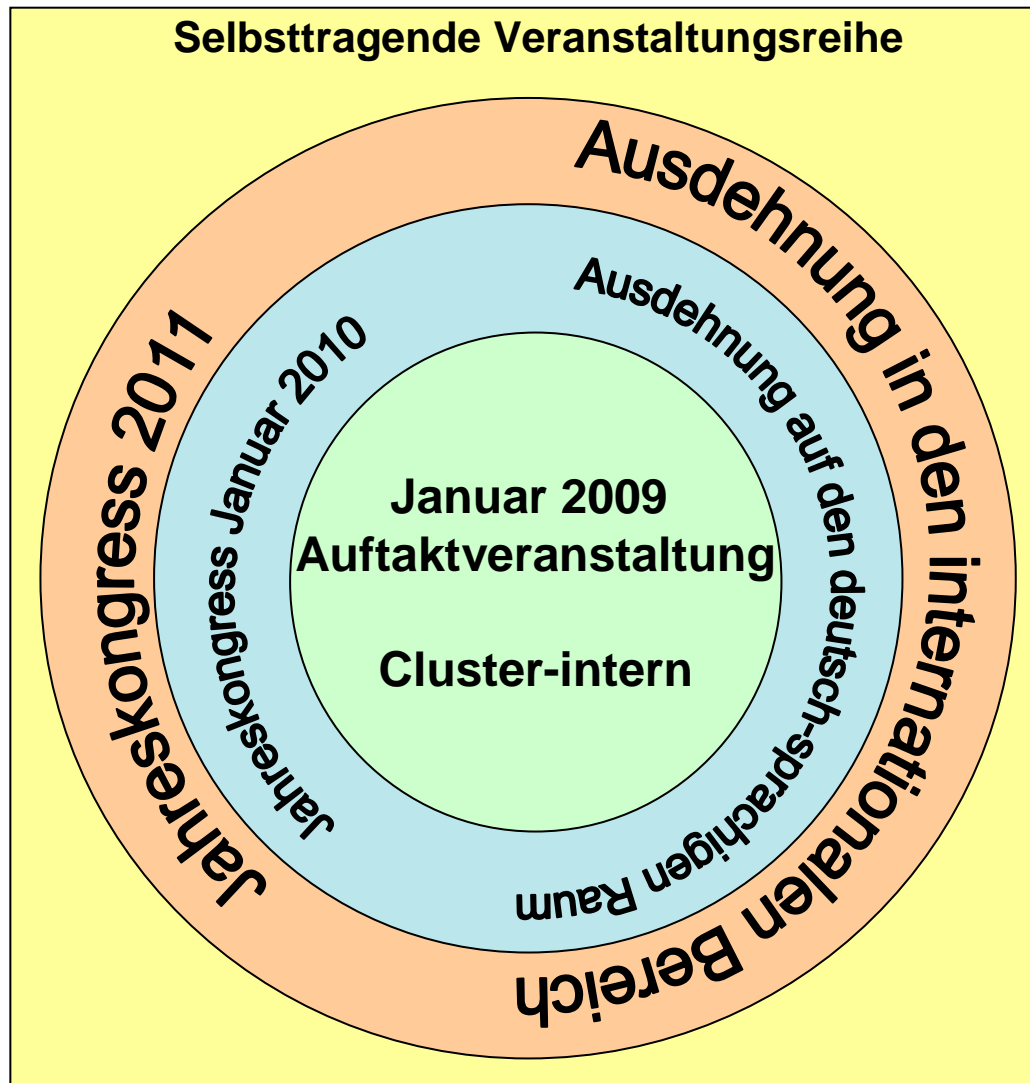 Selbsttragende Veranstaltungsreihe
Jahreskongress 2011
Ausdehnung in den internationalen Bereich
Jahreskongress Januar 2010
Ausdehnung auf den deutsch-sprachigen Raum
Januar 2009
Auftaktveranstaltung
Cluster-intern